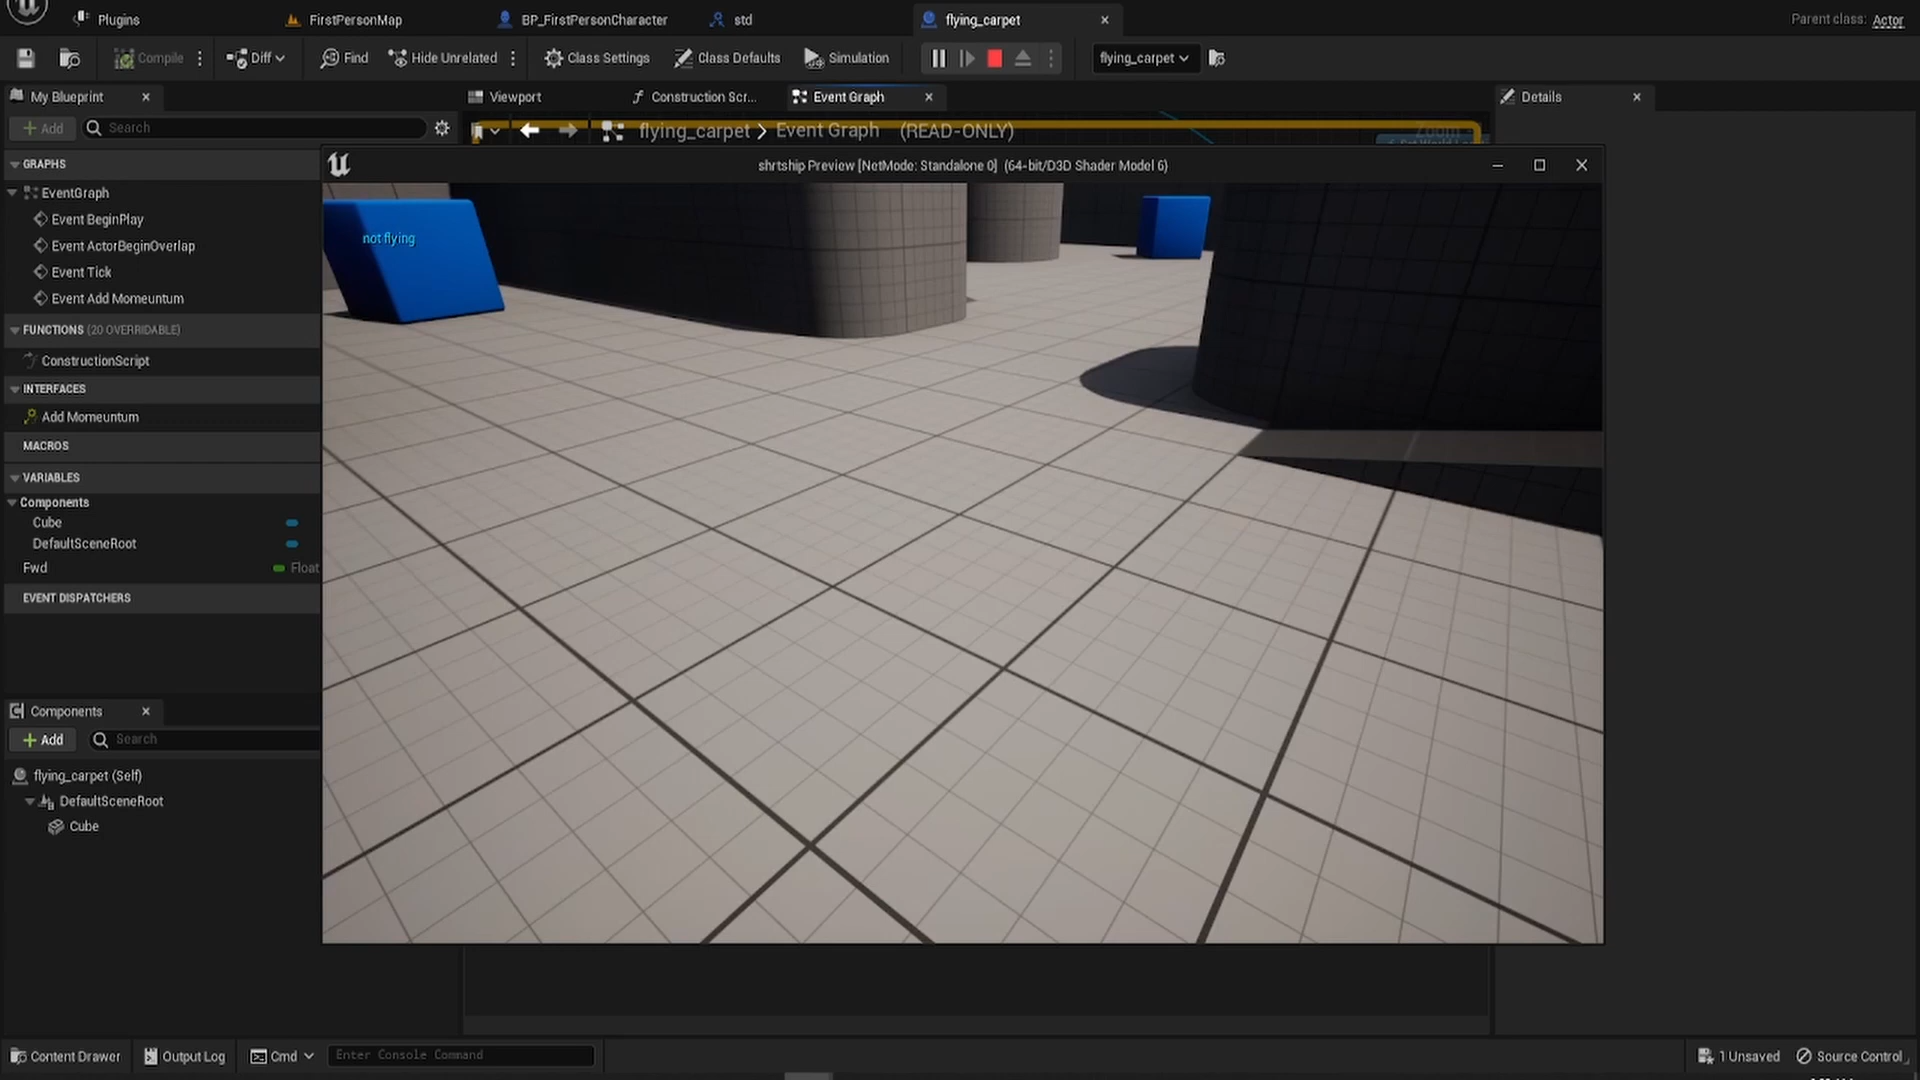 Plugins
FirstPersonMap
BP_FirstPersonCharacter
std
flying_carpet
Parent class: Actor
Compile
Diff
Find
Hide Unrelated
Class Settings
Class Defaults
Simulation
flying_carpet
My Blueprint
Viewport
Construction Scr...
Event Graph
Details
Add
Search
flying_carpet > Event Graph (READ-ONLY)
Zoom
GRAPHS
shrtship Preview [NetMode: Standalone 0] (64-bit/D3D Shader Model 6)
EventGraph
Event BeginPlay
not flying
Event ActorBeginOverlap
Event Tick
Event Add Momeuntum
FUNCTIONS (20 OVERRIDABLE)
ConstructionScript
INTERFACES
Add Momeuntum
MACROS
VARIABLES
Components
Cube
DefaultSceneRoot
Fwd
Float
EVENT DISPATCHERS
Components
Add
Search
flying_carpet (Self)
DefaultSceneRoot
Cube
Content Drawer
Output Log
Cmd
Enter Console Command
1 Unsaved
Source Control